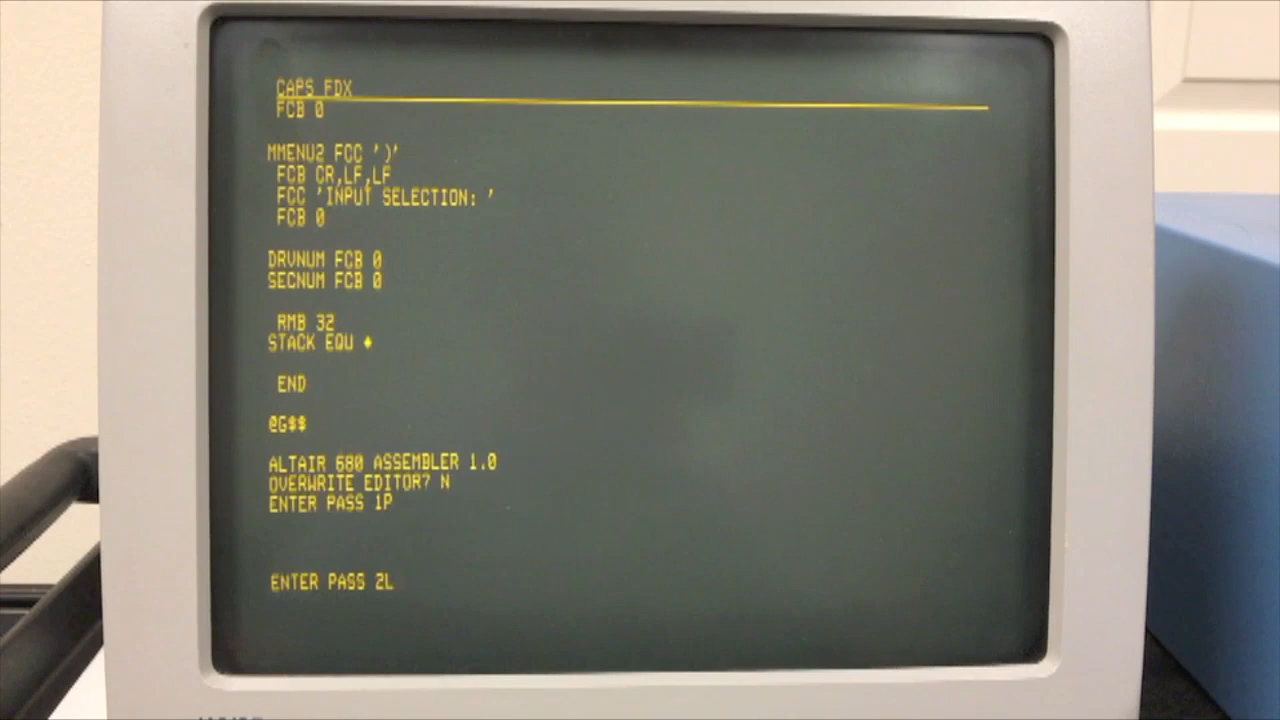 CAPS FDX
FCB 0
MMENU2 FCC ')'
FCB CR,LF,LF
FCC 'INPUT SELECTION: '
FCB 0
DRVNUM FCB 0
SECNUM FCB 0
RMB 32
STACK EQU *
END
@G$$
ALTAIR 680 ASSEMBLER 1.0
OVERWRITE EDITOR? N
ENTER PASS 1P
ENTER PASS 2L